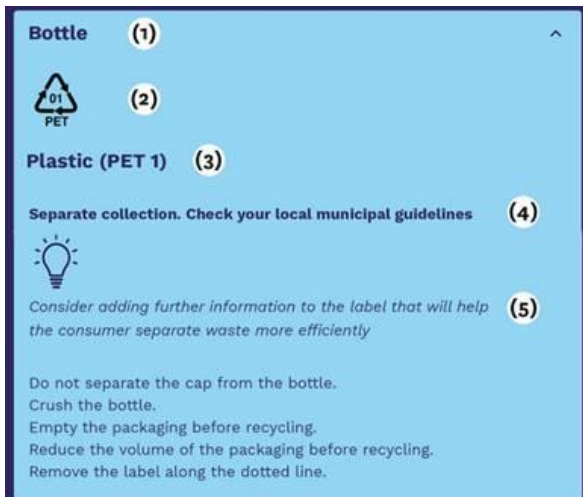 Bottle (1)
01
PET (2)
Plastic (PET 1) (3)
Separate collection. Check your local municipal guidelines (4)
Consider adding further information to the label that will help (5)
the consumer separate waste more efficiently
Do not separate the cap from the bottle.
Crush the bottle.
Empty the packaging before recycling.
Reduce the volume of the packaging before recycling.
Remove the label along the dotted line.